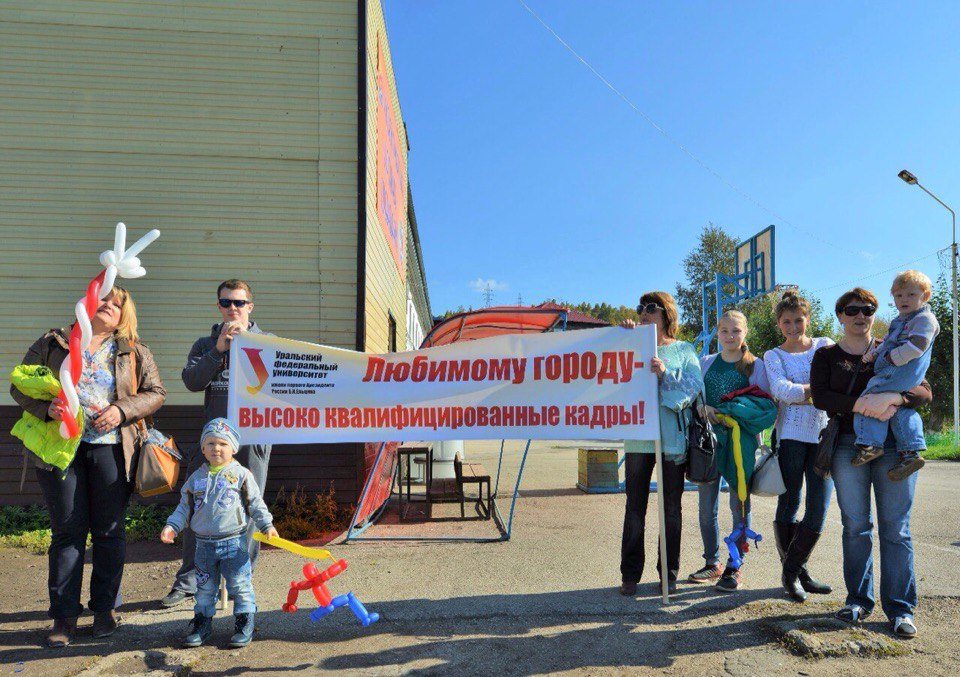 Уральский
федеральный
университет
имени первого Президента
России Б.Н.Ельцина
Любимому городу-
высоко квалифицированные кадры!